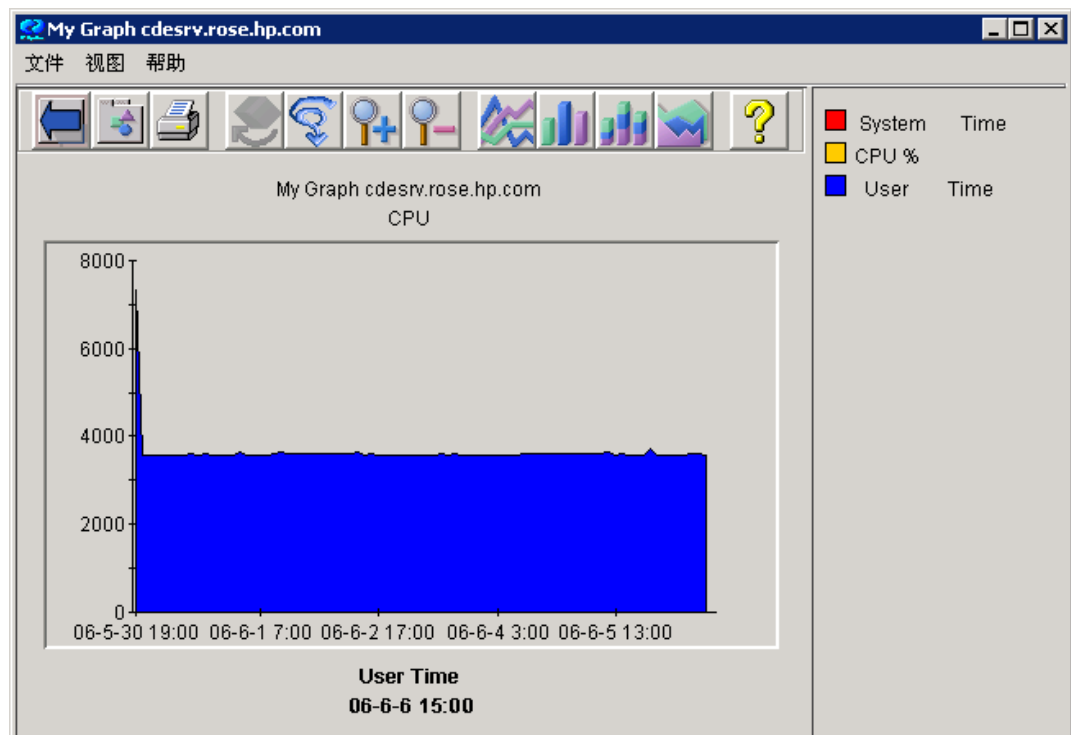 My Graph cdesrv.rose.hp.com
文件 视图 帮助
System Time
CPU %
User Time
My Graph cdesrv.rose.hp.com
CPU
8000
6000
4000
2000
0
06-5-30 19:00 06-6-1 7:00 06-6-2 17:00 06-6-4 3:00 06-6-5 13:00
User Time
06-6-6 15:00